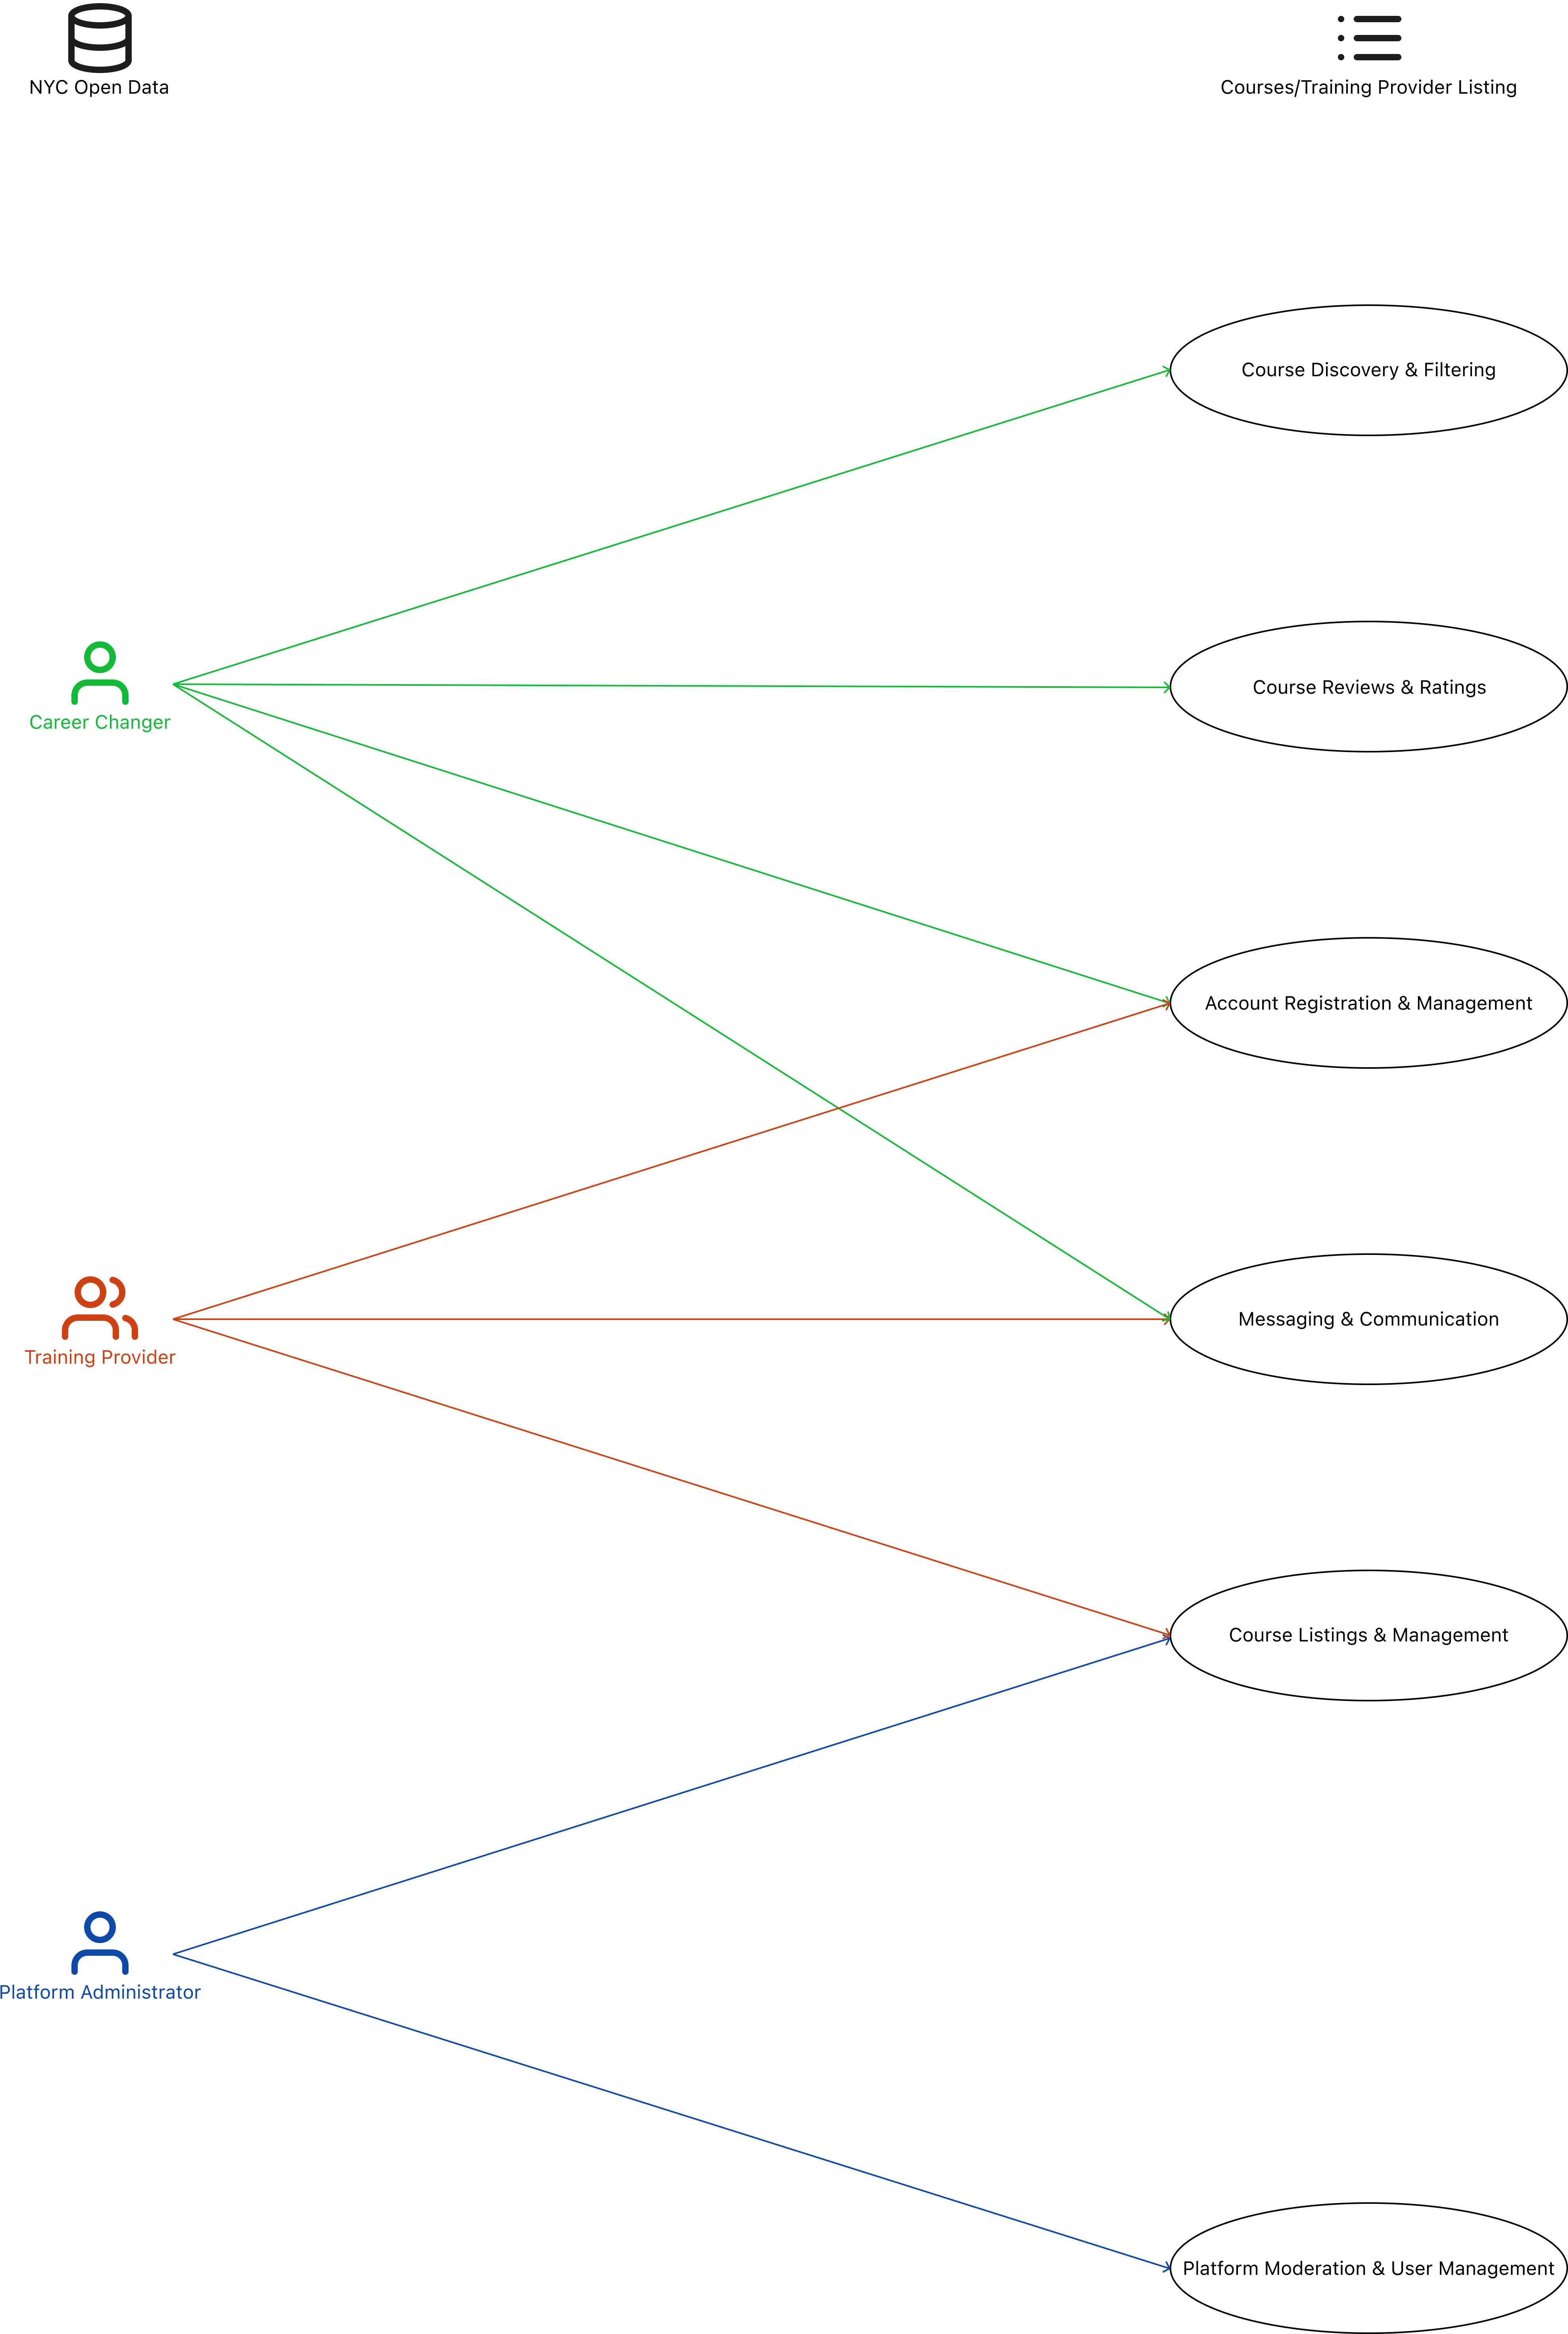 NYC Open Data
Courses/Training Provider Listing
Course Discovery & Filtering
Course Reviews & Ratings
Career Changer
Account Registration & Management
Messaging & Communication
Training Provider
Course Listings & Management
Platform Administrator
Platform Moderation & User Management